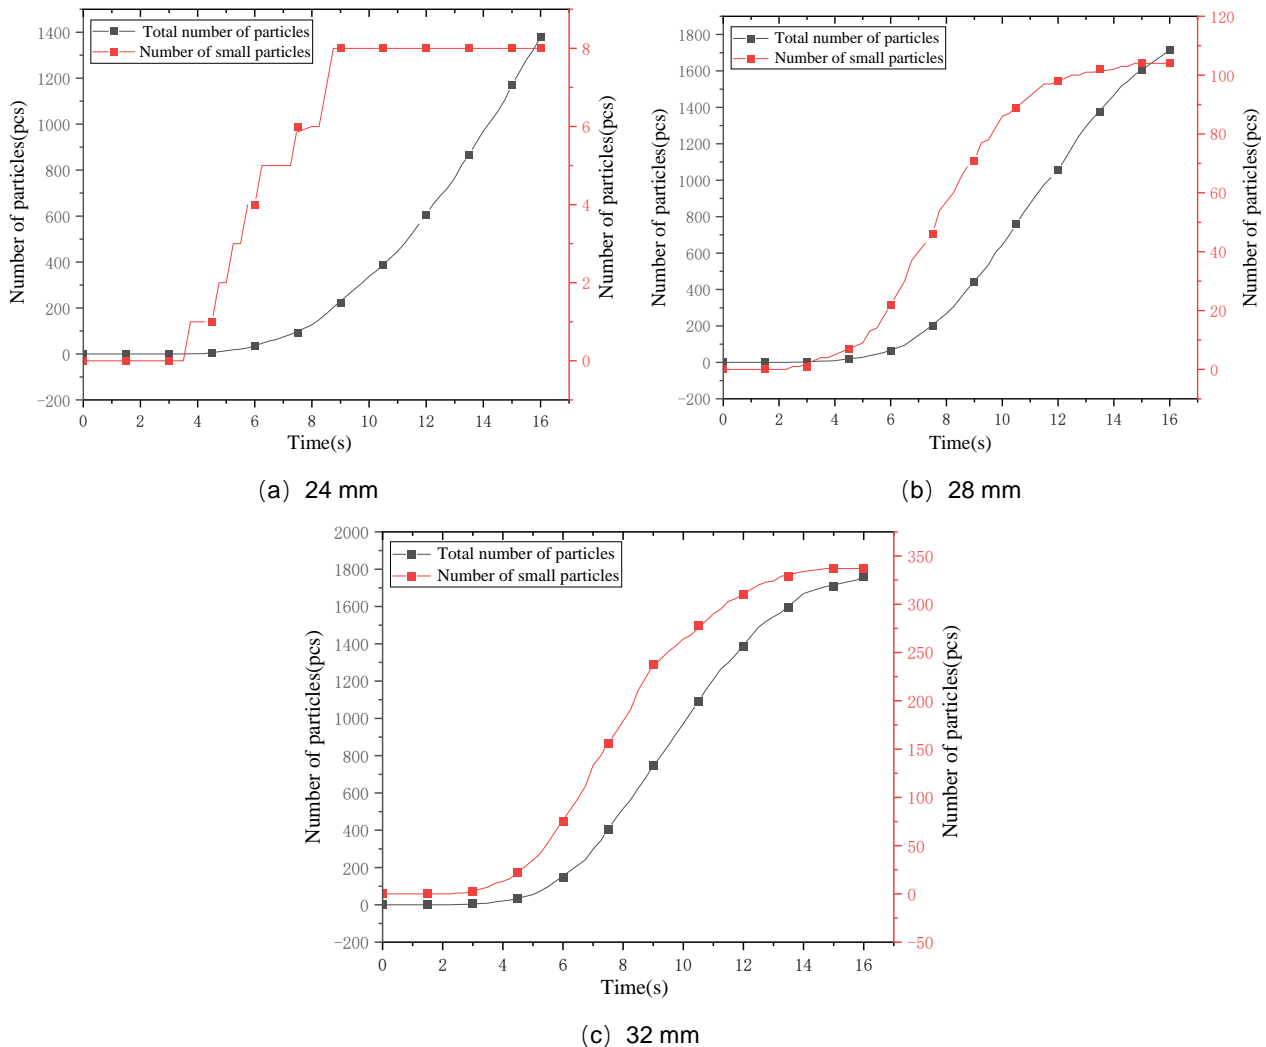 Total number of particles
Number of small particles
1400
1200
1000
800
600
400
200
0
−200
8
6
4
2
0
0 2 4 6 8 10 12 14 16
Number of particles(pcs)
Number of particles(pcs)
Time(s)
（a）24 mm
Total number of particles
Number of small particles
1800
1600
1400
1200
1000
800
600
400
200
0
−200
120
100
80
60
40
20
0
0 2 4 6 8 10 12 14 16
Number of particles(pcs)
Number of particles(pcs)
Time(s)
（b）28 mm
Total number of particles
Number of small particles
2000
1800
1600
1400
1200
1000
800
600
400
200
0
−200
350
300
250
200
150
100
50
0
−50
0 2 4 6 8 10 12 14 16
Number of particles(pcs)
Number of particles(pcs)
Time(s)
（c）32 mm